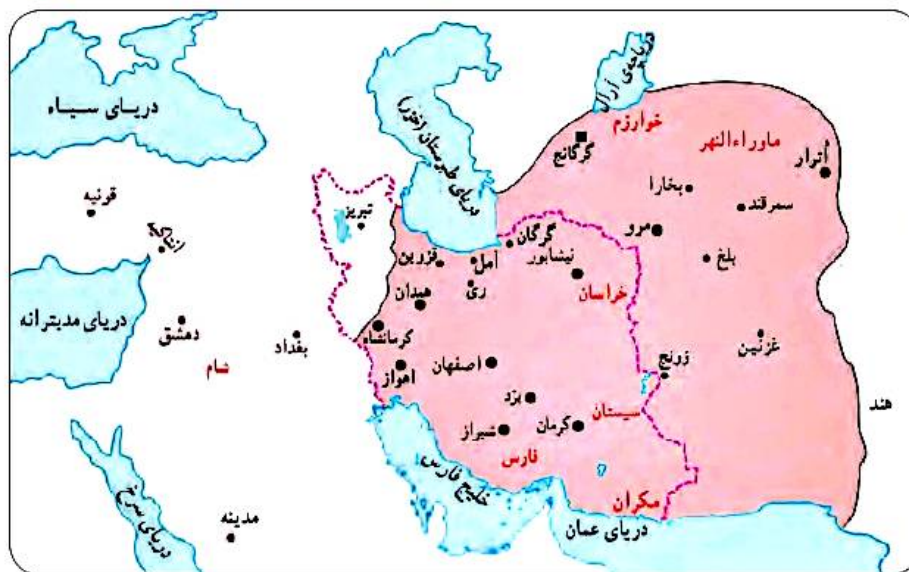 دریاچه‌ی آرال
دریای سیاه
خوارزم
ماوراءالنهر
گرگانج
اُترار
دریای طبرستان (خزر)
بخارا
سمرقند
قونیه
تبریز
مرو
گرگان
نیشابور
بلخ
قزوین
آمل
ری
خراسان
همدان
دریای مدیترانه
دمشق
بغداد
کرمانشاه
غزنین
شام
اهواز
اصفهان
زرنج
یزد
سیستان
هند
شیراز
کرمان
فارس
خلیج فارس
مکران
دریای عمان
دریای سرخ
مدینه